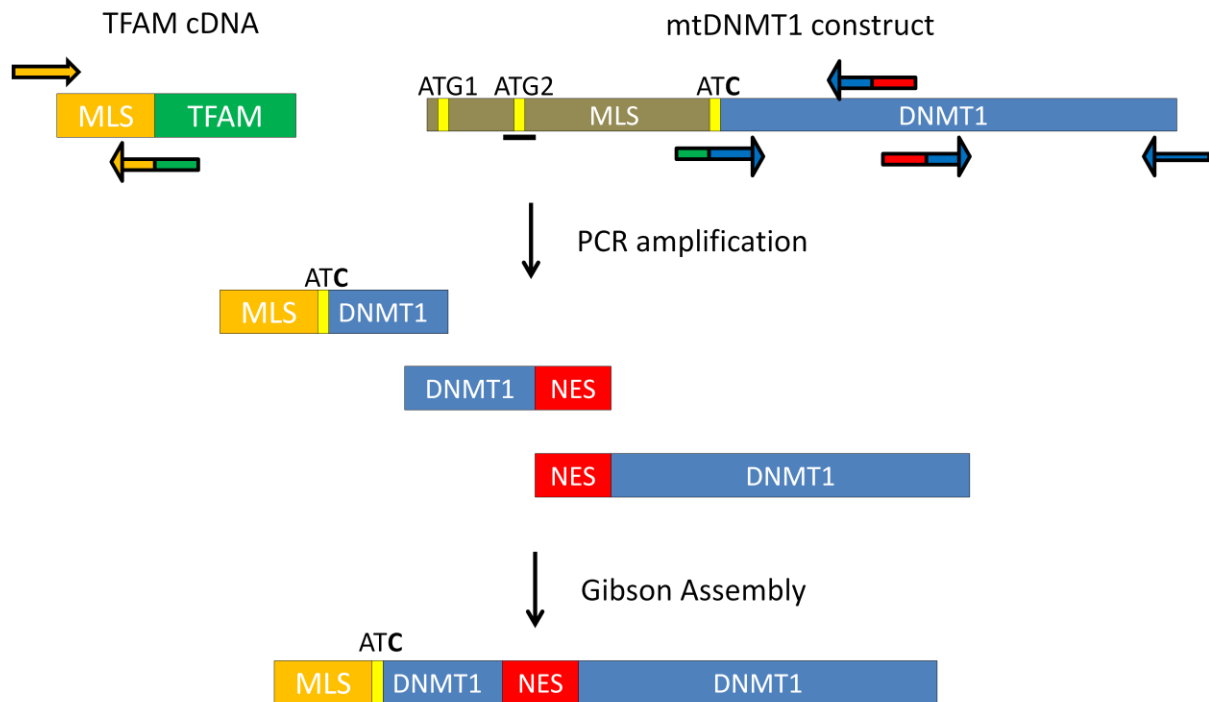 TFAM cDNA
mtDNMT1 construct
ATG1 ATG2 ATC
MLS TFAM
MLS DNMT1
PCR amplification
ATC
MLS DNMT1
DNMT1 NES
NES DNMT1
Gibson Assembly
ATC
MLS DNMT1 NES DNMT1